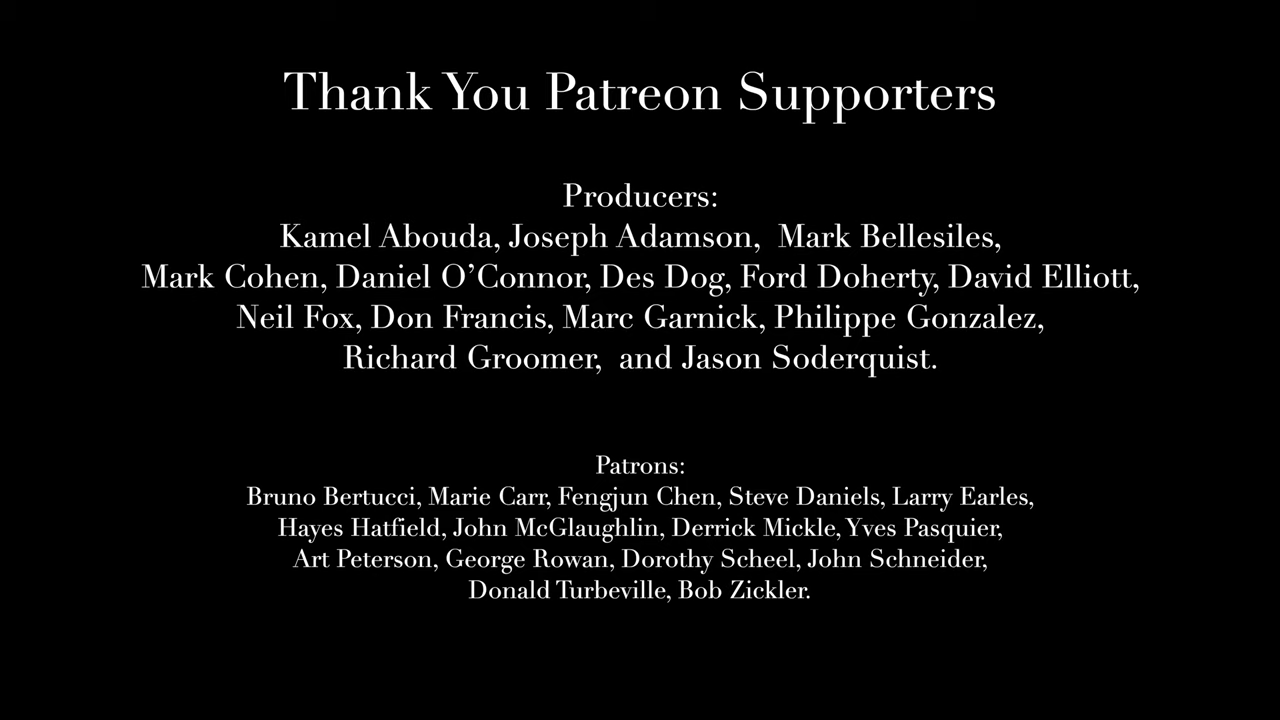 Thank You Patreon Supporters
Producers:
Kamel Abouda, Joseph Adamson,  Mark Bellesiles,
Mark Cohen, Daniel O’Connor, Des Dog, Ford Doherty, David Elliott,
Neil Fox, Don Francis, Marc Garnick, Philippe Gonzalez,
Richard Groomer,  and Jason Soderquist.
Patrons:
Bruno Bertucci, Marie Carr, Fengjun Chen, Steve Daniels, Larry Earles,
Hayes Hatfield, John McGlaughlin, Derrick Mickle, Yves Pasquier,
Art Peterson, George Rowan, Dorothy Scheel, John Schneider,
Donald Turbeville, Bob Zickler.